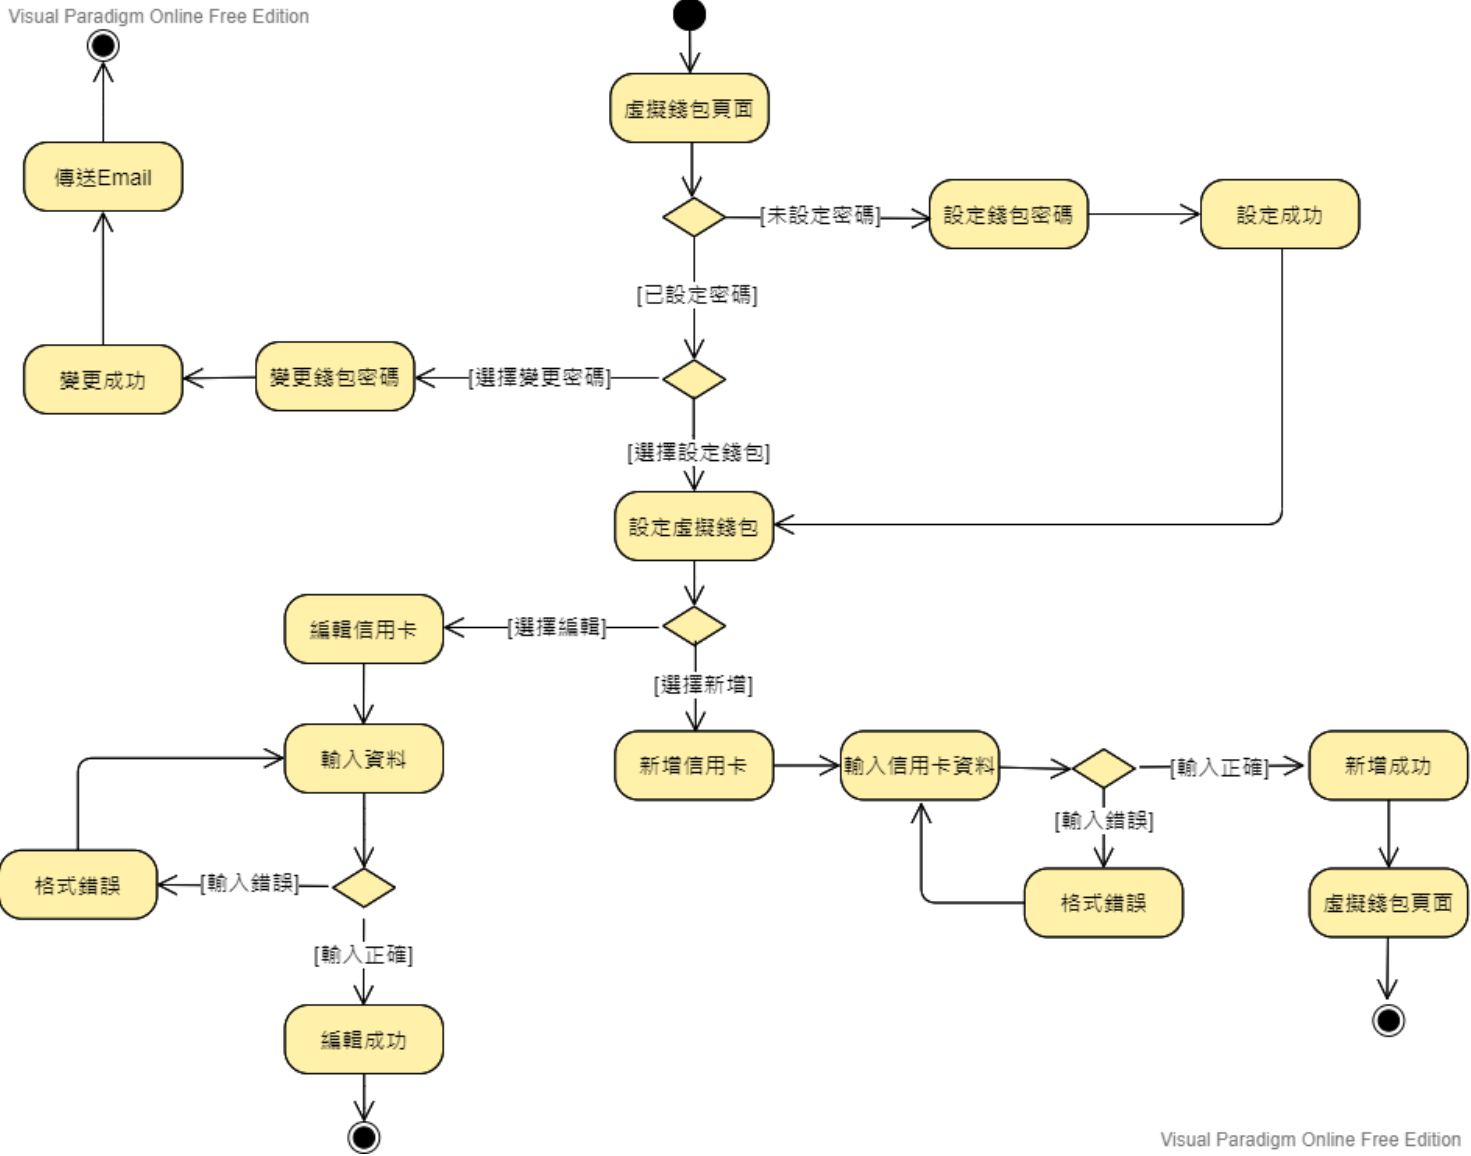 Visual Paradigm Online Free Edition
虛擬錢包頁面
傳送Email
[未設定密碼]
設定錢包密碼
設定成功
[已設定密碼]
變更成功
變更錢包密碼
[選擇變更密碼]
[選擇設定錢包]
設定虛擬錢包
編輯信用卡
[選擇編輯]
[選擇新增]
輸入資料
新增信用卡
輸入信用卡資料
[輸入正確]
新增成功
[輸入錯誤]
格式錯誤
[輸入錯誤]
格式錯誤
虛擬錢包頁面
[輸入正確]
編輯成功
Visual Paradigm Online Free Edition